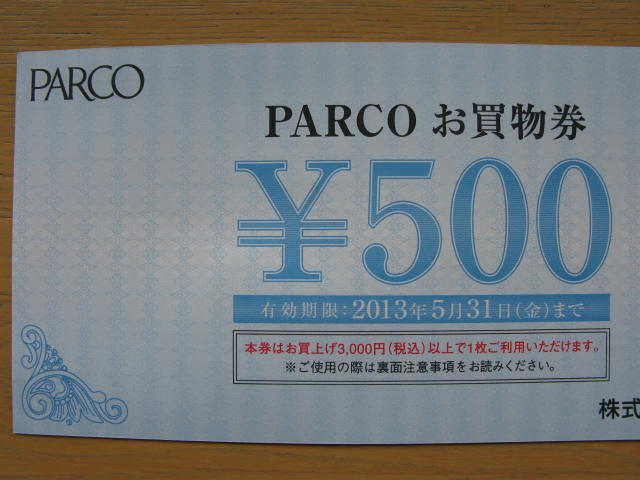 PARCO
PARCO お買物券
¥500
有効期限：2013年5月31日(金)まで
本券はお買上げ3,000円(税込)以上で1枚ご利用いただけます。
※ご使用の際は裏面注意事項をお読みください。
株式